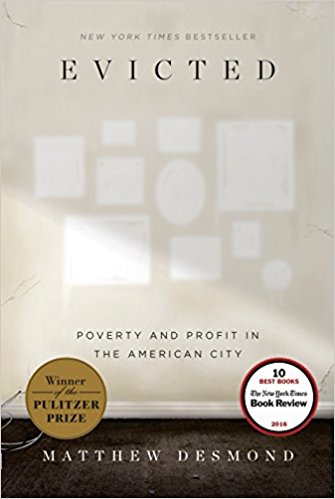 NEW YORK TIMES BESTSELLER
EVICTED
POVERTY AND PROFIT IN
THE AMERICAN CITY
Winner
of the
PULITZER
PRIZE
10
BEST BOOKS
The New York Times
Book Review
2016
MATTHEW DESMOND